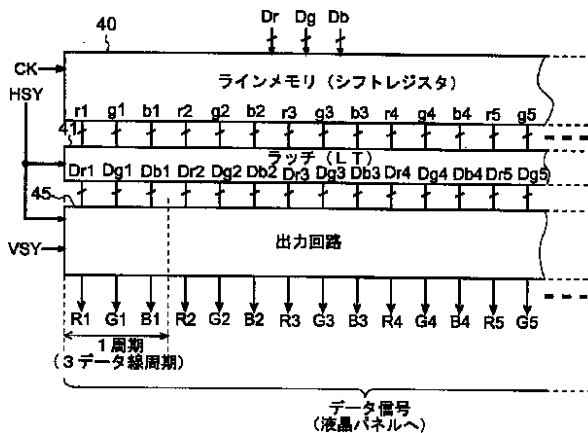 40
Dr Dg Db
CK
HSY
ラインメモリ（シフトレジスタ）
r1 g1 b1 r2 g2 b2 r3 g3 b3 r4 g4 b4 r5 g5
41
ラッチ（LT）
Dr1 Dg1 Db1 Dr2 Dg2 Db2 Dr3 Dg3 Db3 Dr4 Dg4 Db4 Dr5 Dg5
45
VSY
出力回路
R1 G1 B1 R2 G2 B2 R3 G3 B3 R4 G4 B4 R5 G5
1周期
（3データ線周期）
データ信号
（液晶パネルへ）